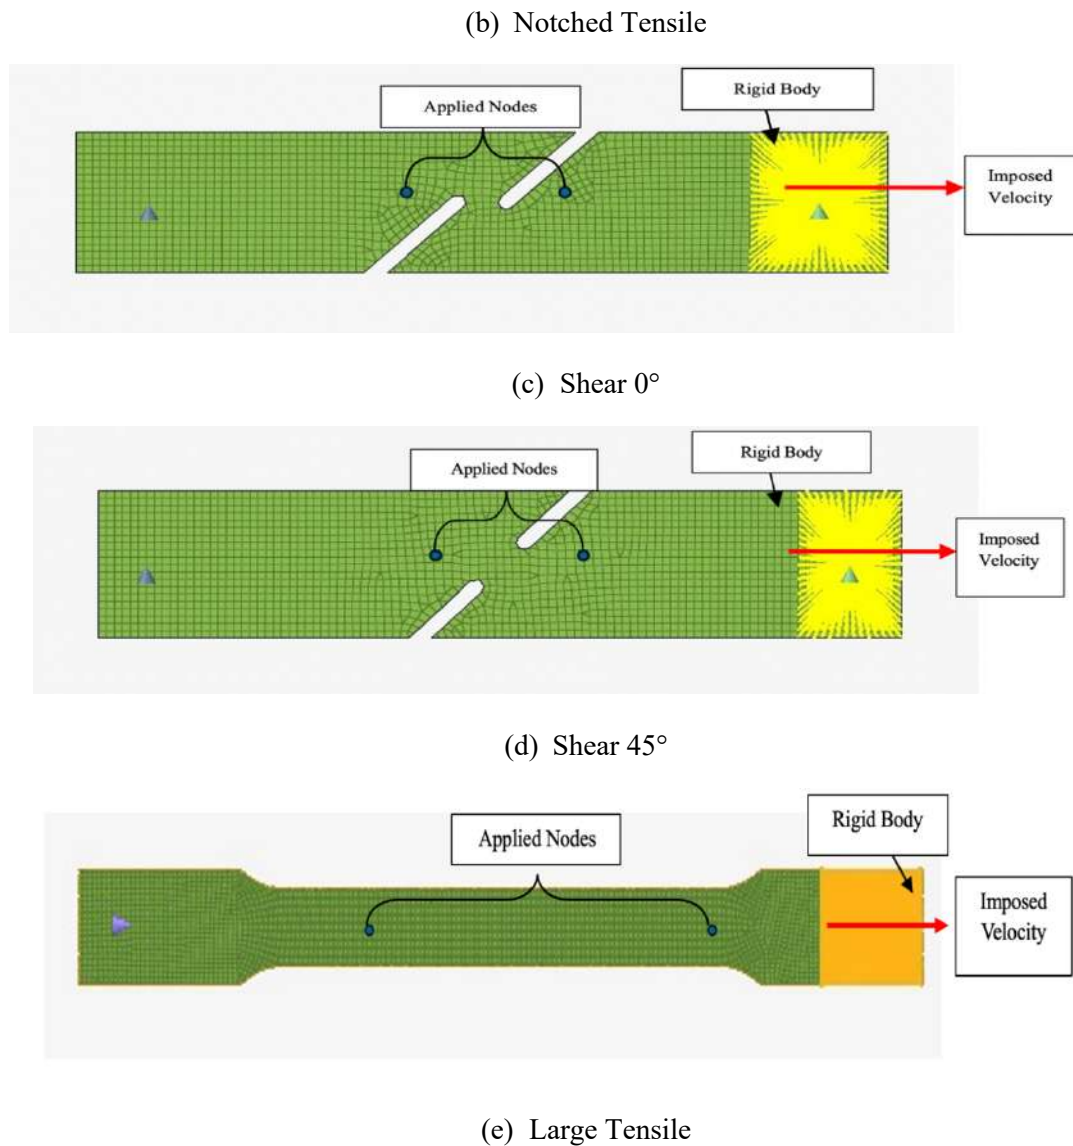 (b) Notched Tensile
Applied Nodes
Rigid Body
Imposed
Velocity
(c) Shear 0°
Applied Nodes
Rigid Body
Imposed
Velocity
(d) Shear 45°
Applied Nodes
Rigid Body
Imposed
Velocity
(e) Large Tensile